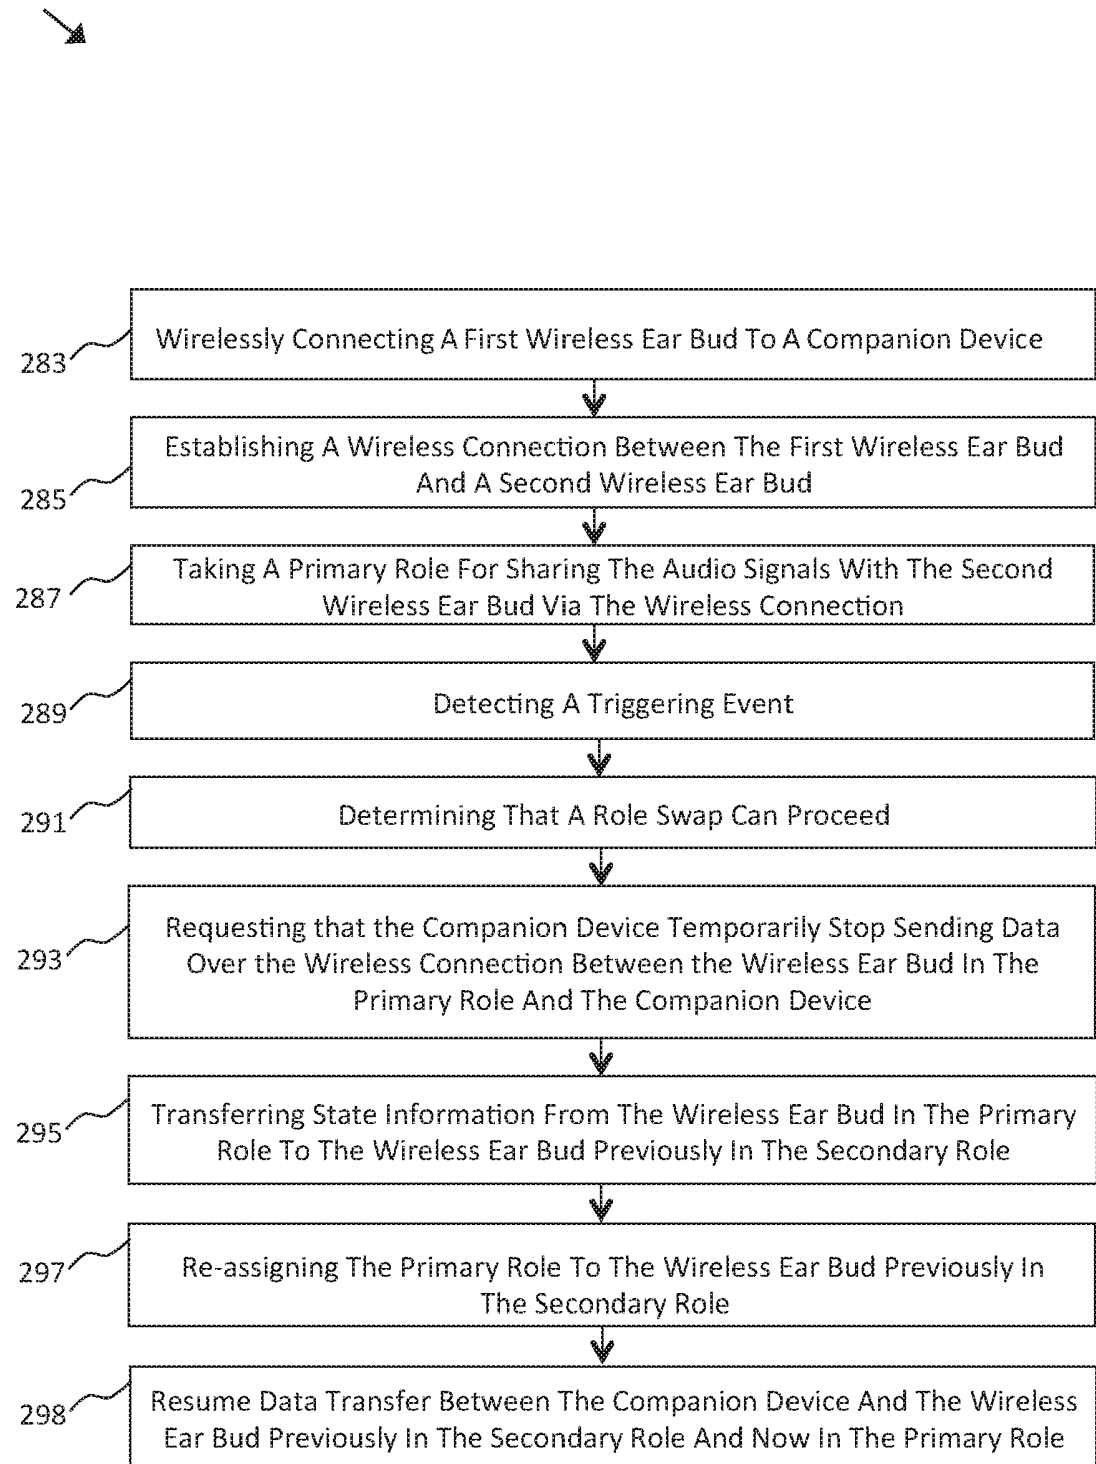 Wirelessly Connecting A First Wireless Ear Bud To A Companion Device
283
Establishing A Wireless Connection Between The First Wireless Ear Bud
And A Second Wireless Ear Bud
285
Taking A Primary Role For Sharing The Audio Signals With The Second
Wireless Ear Bud Via The Wireless Connection
287
Detecting A Triggering Event
289
Determining That A Role Swap Can Proceed
291
Requesting that the Companion Device Temporarily Stop Sending Data
Over the Wireless Connection Between the Wireless Ear Bud In The
Primary Role And The Companion Device
293
Transferring State Information From The Wireless Ear Bud In The Primary
Role To The Wireless Ear Bud Previously In The Secondary Role
295
Re-assigning The Primary Role To The Wireless Ear Bud Previously In
The Secondary Role
297
Resume Data Transfer Between The Companion Device And The Wireless
Ear Bud Previously In The Secondary Role And Now In The Primary Role
298